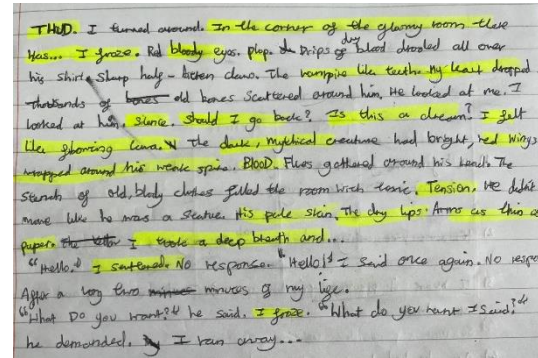 THUD. I turned around. In the corner of the gloomy room there
was... I froze. Red bloody eyes. plop. Drips of dry blood drooled all over
his shirt. Sharp half-bitten claws. The vampire like teeth. My heart dropped
thousands of old bones scattered around him. He looked at me. I
looked at him. silence. Should I go back? Is this a dream? I felt
like the dark, mythical creature had bright, red wings
wrapped around his weak spine. BLOOD. Flies gathered around his head. The
stench of old, blody clothes filled the room with toxic. Tension. He didnt
move like he was a statue. His pale skin. The dry lips. Arms as thin as
paper. I took a deep breath and...
"Hello." I stuttered. No response. "Hello!" I said once again. No respo
After a long two minutes of my life.
"What Do you want?" he said. I froze. "What do you want I said?"
he demanded. I ran away...